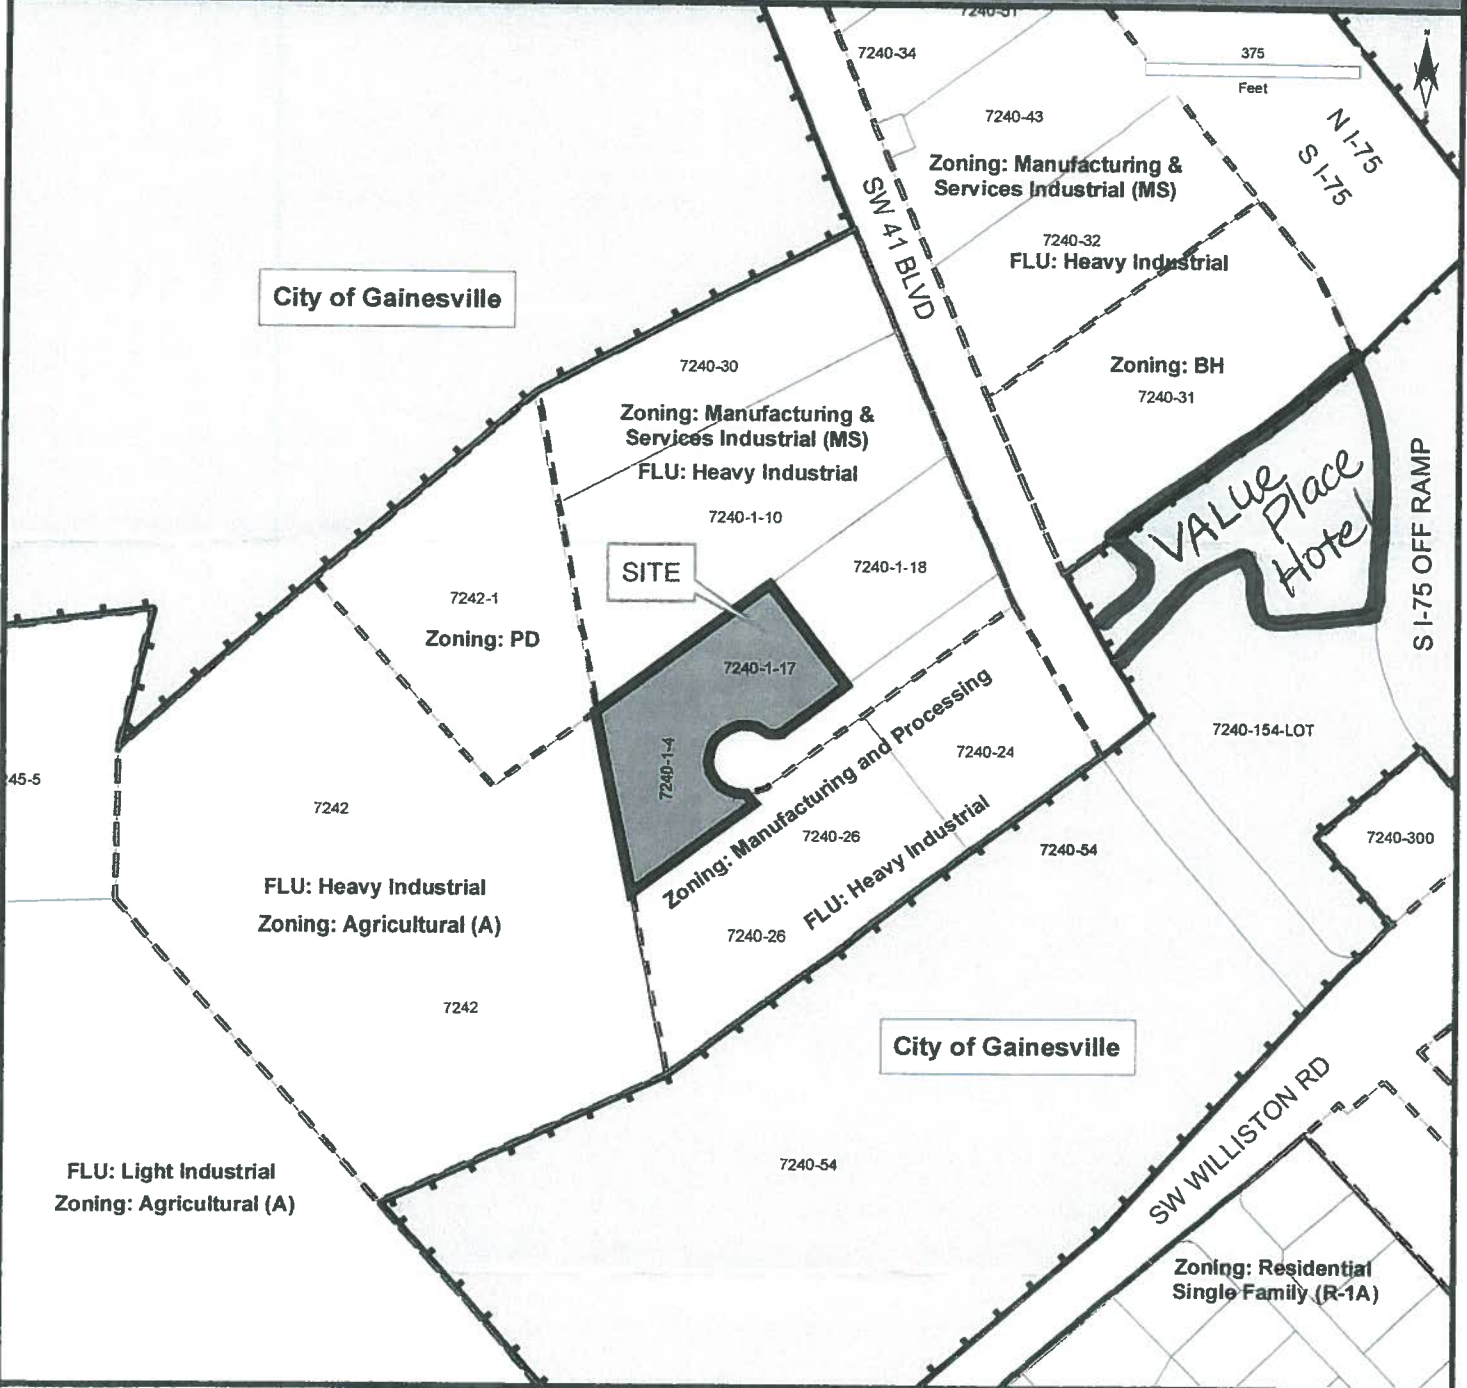 7240-51
7240-34
375
Feet
7240-43
N I-75
S I-75
Zoning: Manufacturing &
Services Industrial (MS)
SW 41 BLVD
7240-32
FLU: Heavy Industrial
City of Gainesville
7240-30
Zoning: BH
7240-31
Zoning: Manufacturing &
Services Industrial (MS)
FLU: Heavy Industrial
7240-1-10
VALUE
Place
Hotel
S I-75 OFF RAMP
SITE
7240-1-18
7242-1
Zoning: PD
7240-1-17
7240-1-4
Zoning: Manufacturing and Processing
7240-24
7240-154-LOT
45-5
7242
7240-26
FLU: Heavy Industrial
7240-54
7240-300
FLU: Heavy Industrial
Zoning: Agricultural (A)
7240-26
7242
City of Gainesville
SW WILLISTON RD
7240-54
FLU: Light Industrial
Zoning: Agricultural (A)
Zoning: Residential
Single Family (R-1A)